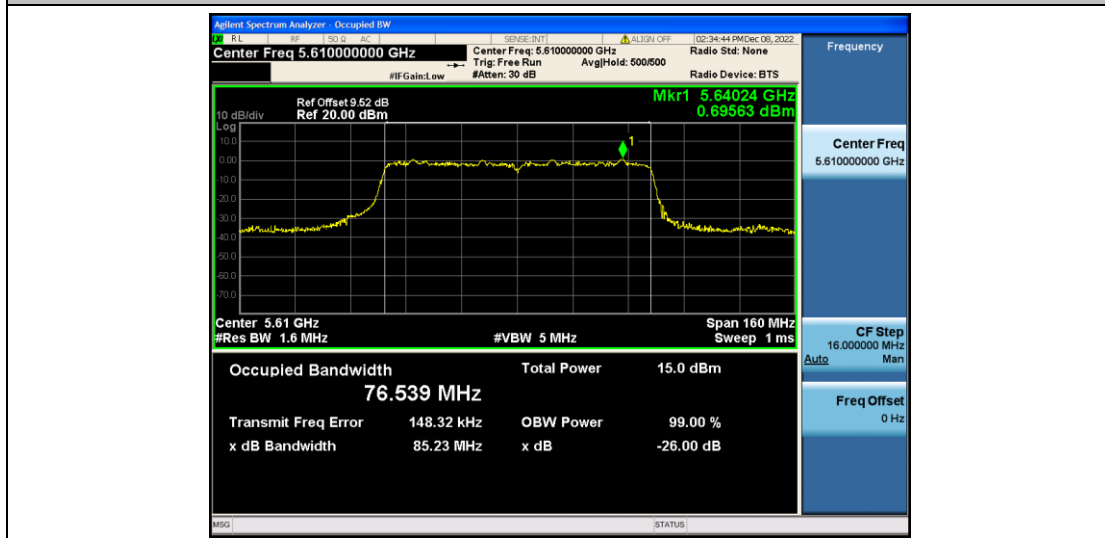 Agilent Spectrum Analyzer - Occupied BW
RL RF 50 Ω AC SENSE:INT ALIGN OFF 02:34:44 PM Dec 08, 2022
Center Freq 5.610000000 GHz
Center Freq: 5.610000000 GHz
Radio Std: None
Trig: Free Run Avg|Hold: 500/500
#IFGain:Low #Atten: 30 dB Radio Device: BTS
Frequency
Ref Offset 9.52 dB
10 dB/div Ref 20.00 dBm
Mkr1 5.64024 GHz
0.69563 dBm
Log
10.0
0.00
-10.0
-20.0
-30.0
-40.0
-50.0
-60.0
-70.0
1
Center 5.61 GHz Span 160 MHz
#Res BW 1.6 MHz #VBW 5 MHz Sweep 1 ms
Center Freq
5.610000000 GHz
CF Step
16.000000 MHz
Auto Man
Freq Offset
0 Hz
Occupied Bandwidth Total Power 15.0 dBm
76.539 MHz
Transmit Freq Error 148.32 kHz OBW Power 99.00 %
x dB Bandwidth 85.23 MHz x dB -26.00 dB
MSG STATUS